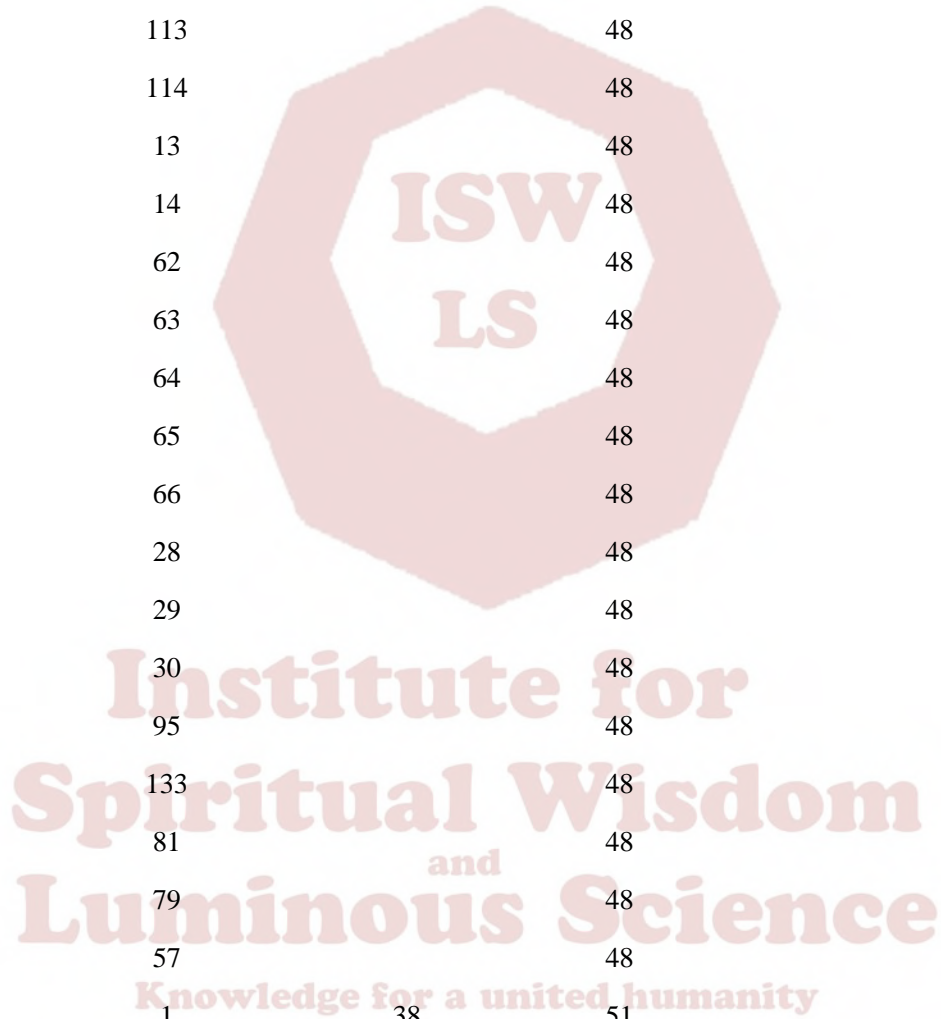 113 48
114 48
13 48
14 48
62 48
63 48
64 48
65 48
66 48
28 48
29 48
30 48
95 48
133 48
81 48
79 48
57 48
1 38 51
ISW
LS
Institute for
Spiritual Wisdom
and
Luminous Science
Knowledge for a united humanity